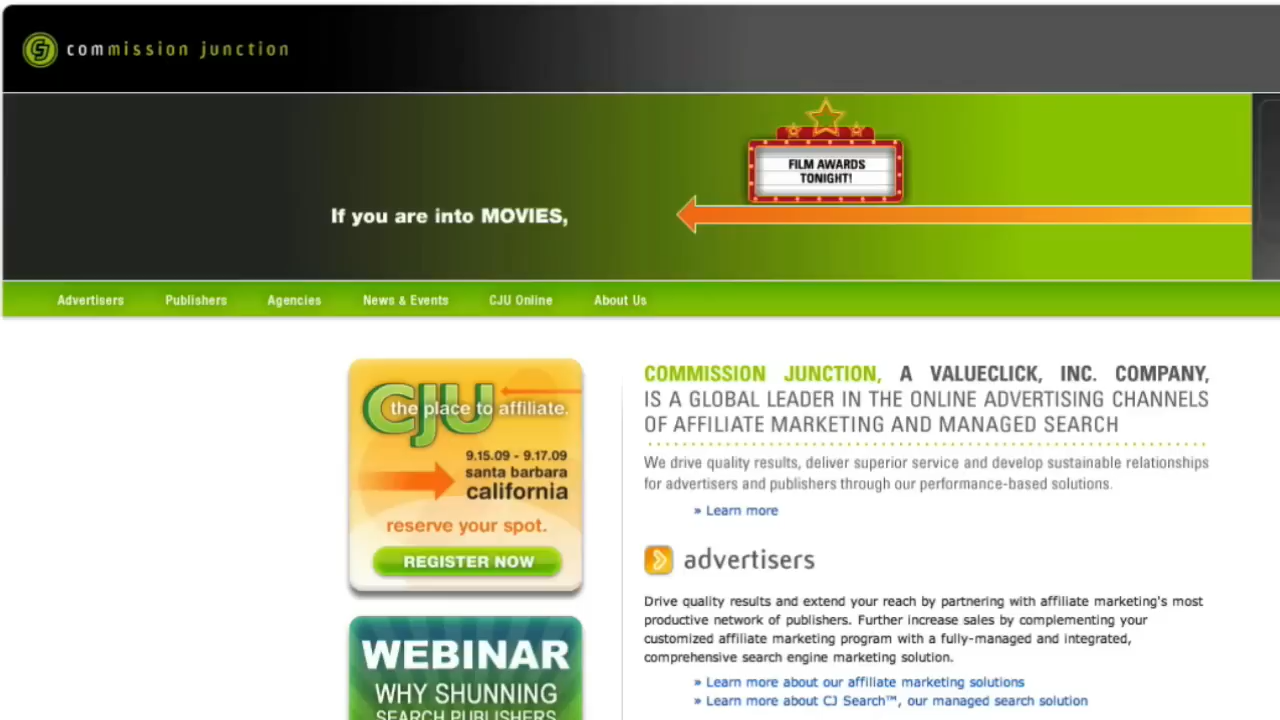 commission junction
FILM AWARDS
TONIGHT!
If you are into MOVIES,
Advertisers Publishers Agencies News & Events CJU Online About Us
CJU
the place to affiliate.
9.15.09 - 9.17.09
santa barbara
california
reserve your spot.
REGISTER NOW
WEBINAR
WHY SHUNNING
SEARCH PUBLISHERS
COMMISSION JUNCTION, A VALUECLICK, INC. COMPANY,
IS A GLOBAL LEADER IN THE ONLINE ADVERTISING CHANNELS
OF AFFILIATE MARKETING AND MANAGED SEARCH
We drive quality results, deliver superior service and develop sustainable relationships
for advertisers and publishers through our performance-based solutions.
» Learn more
advertisers
Drive quality results and extend your reach by partnering with affiliate marketing's most
productive network of publishers. Further increase sales by complementing your
customized affiliate marketing program with a fully-managed and integrated,
comprehensive search engine marketing solution.
» Learn more about our affiliate marketing solutions
» Learn more about CJ Search™, our managed search solution